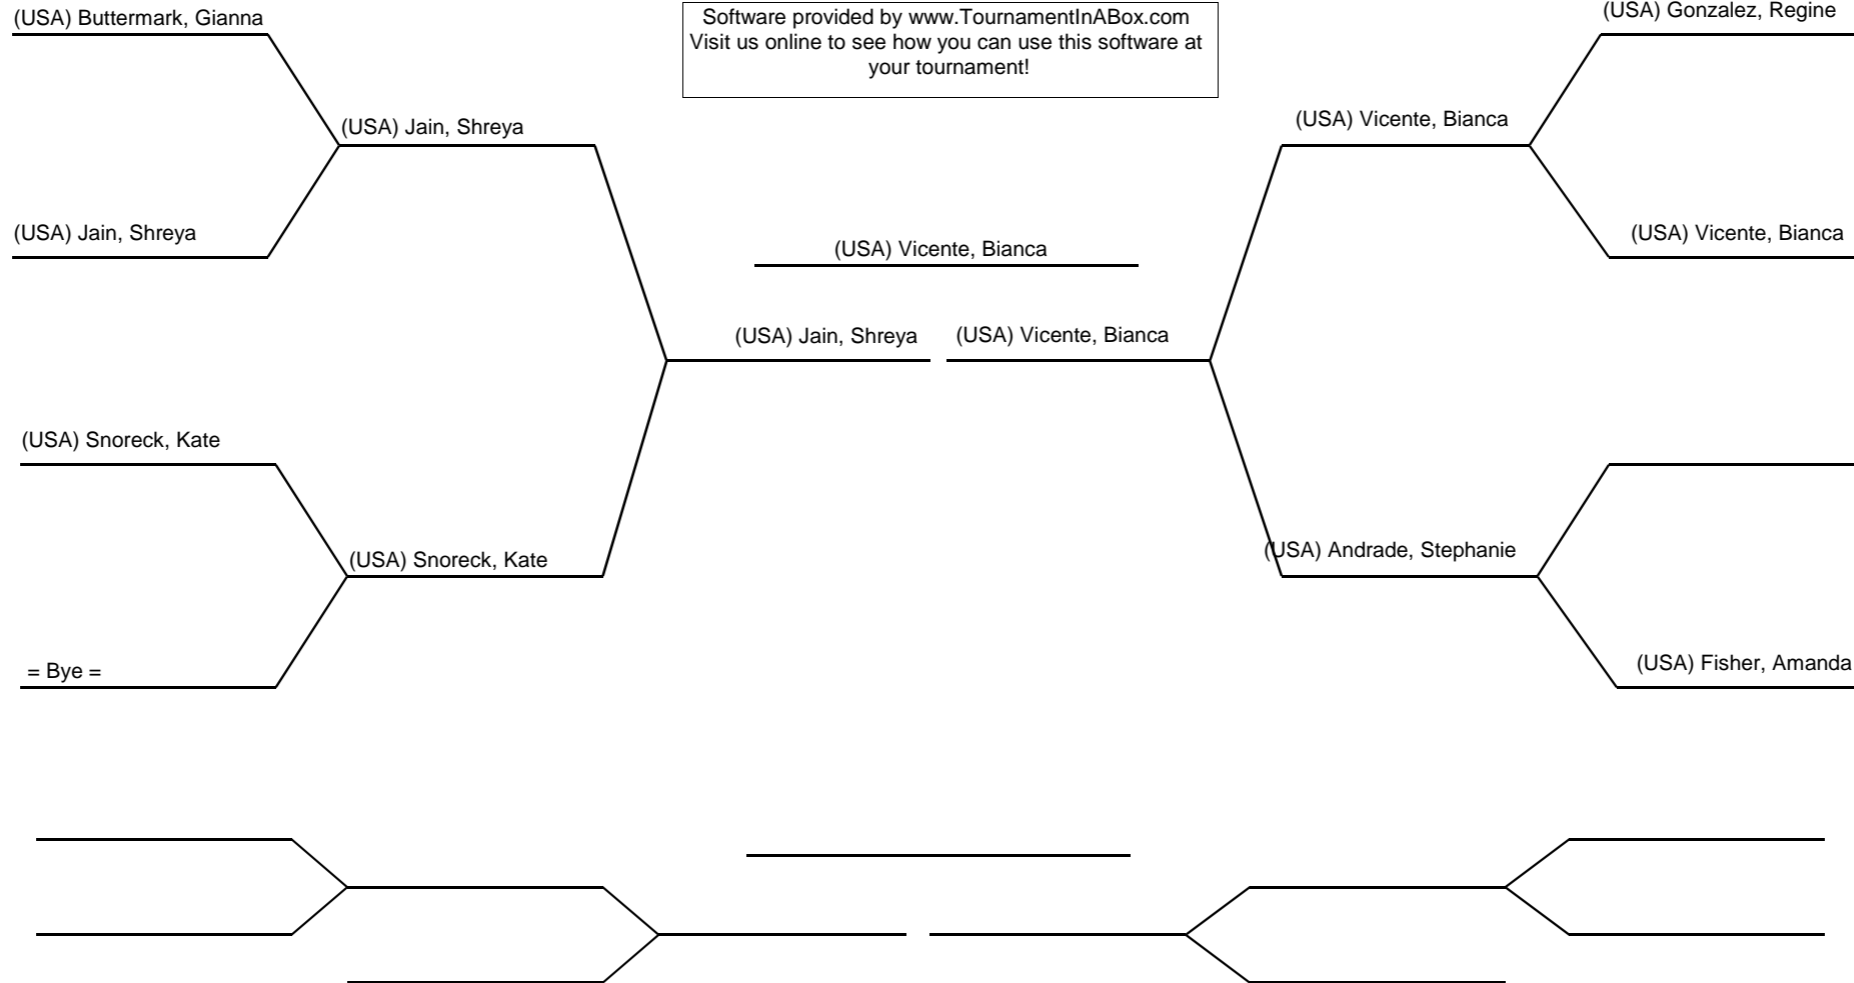 (USA) Buttermark, Gianna
Software provided by www.TournamentInABox.com
Visit us online to see how you can use this software at
your tournament!
(USA) Gonzalez, Regine
(USA) Jain, Shreya
(USA) Vicente, Bianca
(USA) Jain, Shreya
(USA) Vicente, Bianca
(USA) Vicente, Bianca
(USA) Jain, Shreya
(USA) Vicente, Bianca
(USA) Snoreck, Kate
(USA) Snoreck, Kate
(USA) Andrade, Stephanie
= Bye =
(USA) Fisher, Amanda